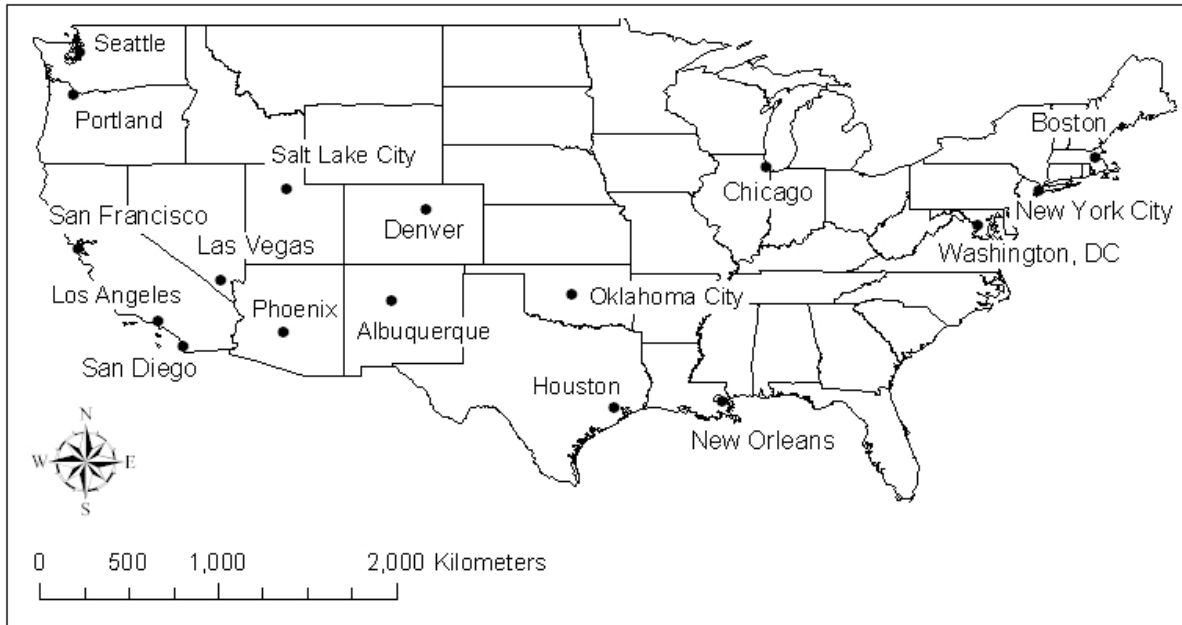 Seattle
Portland
Boston
Salt Lake City
Chicago
San Francisco
Denver
New York City
Las Vegas
Washington, DC
Los Angeles
Phoenix
Oklahoma City
Albuquerque
San Diego
Houston
New Orleans
N
W E
S
0 500 1,000 2,000 Kilometers